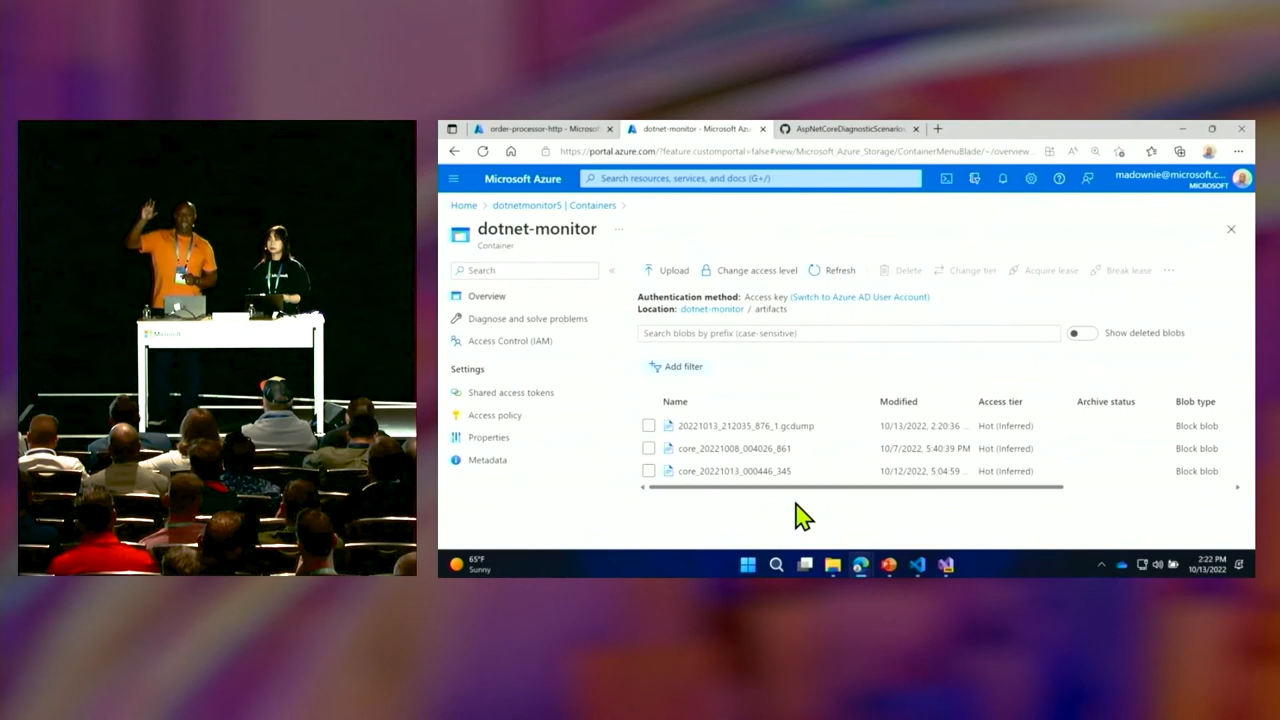 order-processor-http - Microsof
dotnet-monitor - Microsoft Azu
AspNetCoreDiagnosticScenarios
https://portal.azure.com/?feature.customportal=false#view/Microsoft_Azure_Storage/ContainerMenuBlade/~/overview...
Microsoft Azure
Search resources, services, and docs (G+/)
madownie@microsoft.c...
MICROSOFT
Home > dotnetmonitor5 | Containers >
dotnet-monitor ...
Container
Search
Upload Change access level Refresh Delete Change tier Acquire lease Break lease ...
Overview
Diagnose and solve problems
Access Control (IAM)
Settings
Shared access tokens
Access policy
Properties
Metadata
Authentication method: Access key (Switch to Azure AD User Account)
Location: dotnet-monitor / artifacts
Search blobs by prefix (case-sensitive)
Show deleted blobs
Add filter
Name Modified Access tier Archive status Blob type
20221013_212035_876_1.gcdump 10/13/2022, 2:20:36 ... Hot (Inferred) Block blob
core_20221008_004026_861 10/7/2022, 5:40:39 PM Hot (Inferred) Block blob
core_20221013_000446_345 10/12/2022, 5:04:59 ... Hot (Inferred) Block blob
65°F
Sunny
2:22 PM
10/13/2022
Microsoft